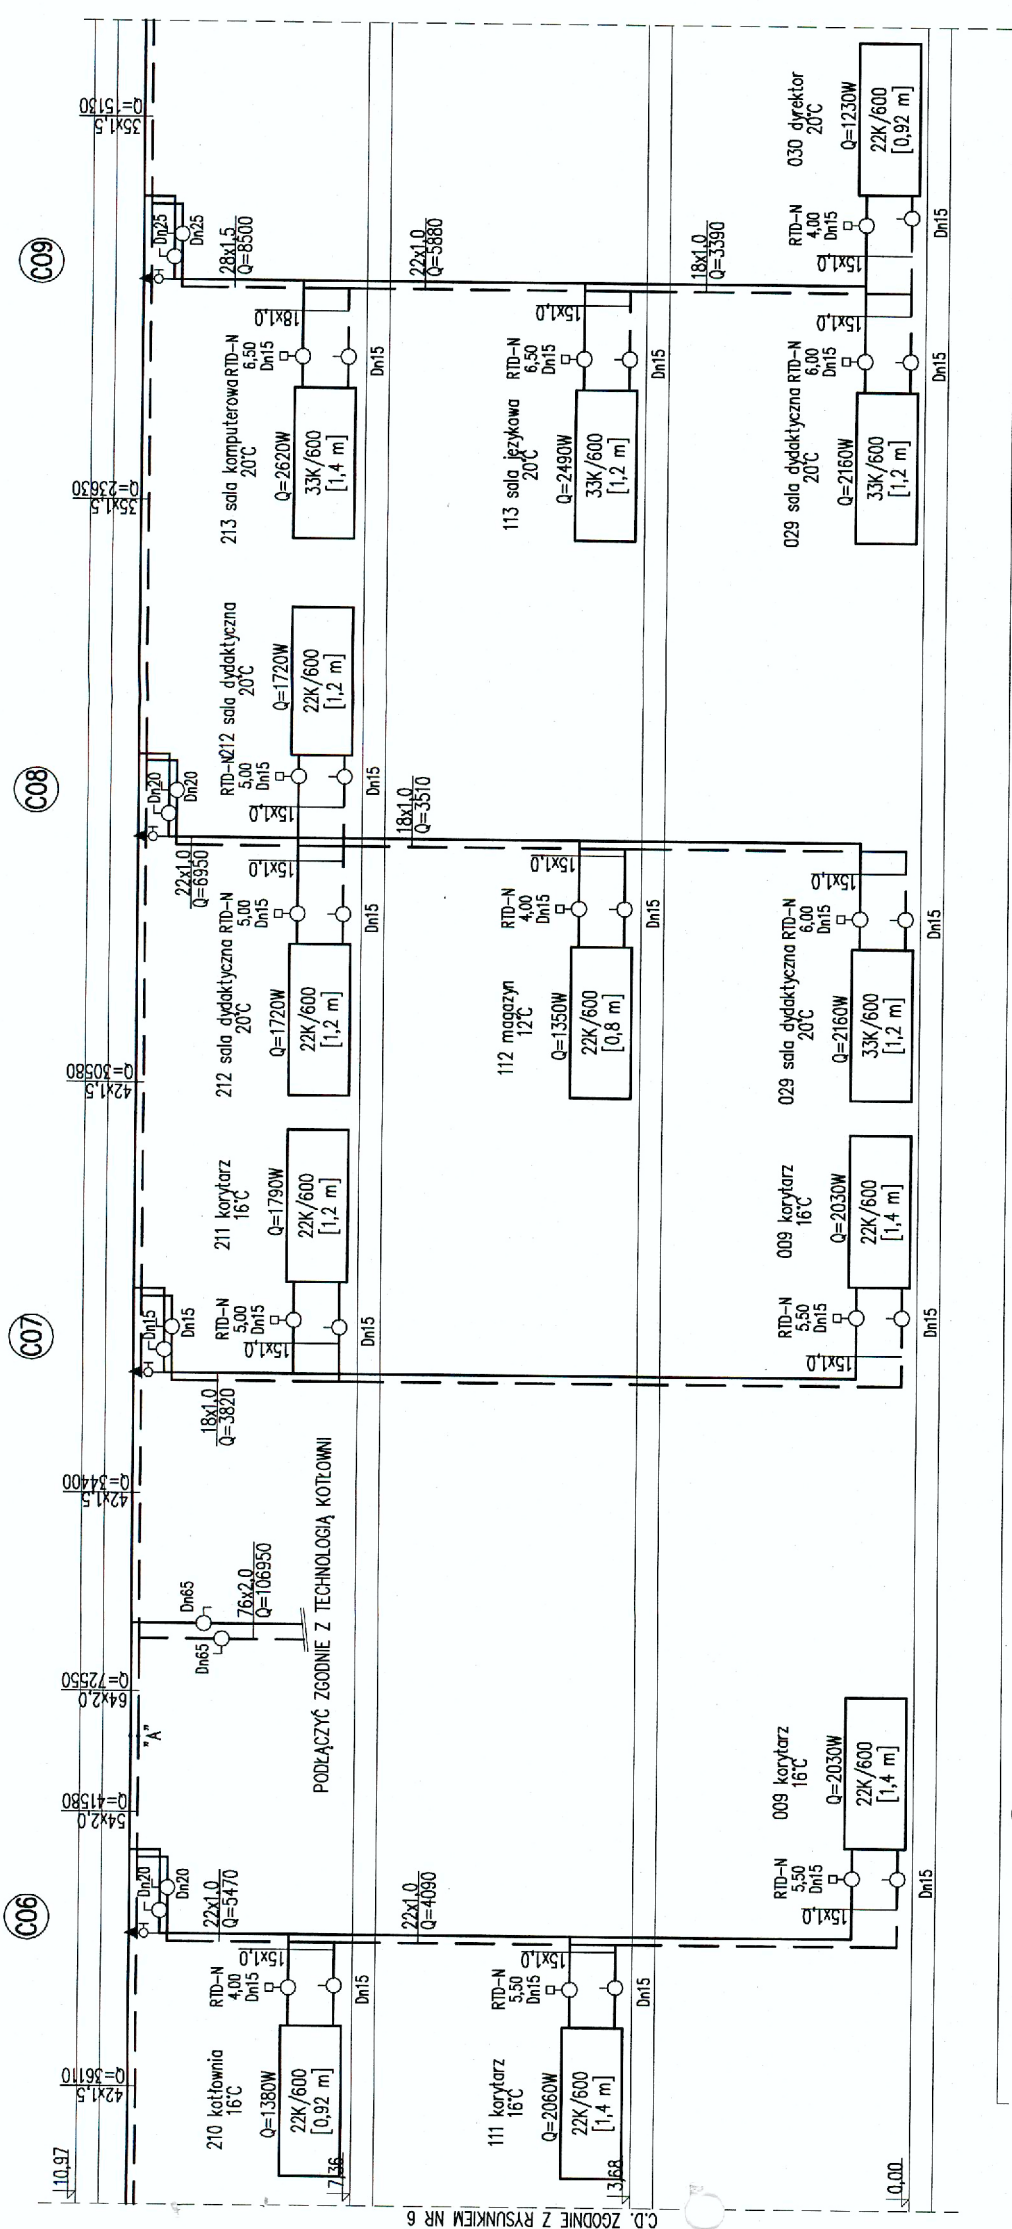 C06
C07
C08
C09
10,97
7,36
3,68
0,00
C.D. ZGODNIE Z RYSUNKIEM NR 6
42x1,5
Q=36110
54x2,0
Q=41580
"A"
64x2,0
Q=72550
42x1,5
Q=34400
42x1,5
Q=30580
35x1,5
Q=23630
35x1,5
Q=15130
Dn20
Dn20
22x1,0
Q=5470
22x1,0
Q=4090
210 kotłownia
16°C
Q=1380W
22K/600
[0,92 m]
RTD-N
4,00
Dn15
15x1,0
Dn15
111 korytarz
16°C
Q=2060W
22K/600
[1,4 m]
RTD-N
5,50
Dn15
15x1,0
Dn15
009 korytarz
16°C
Q=2030W
22K/600
[1,4 m]
RTD-N
5,50
Dn15
15x1,0
Dn15
Dn65
Dn65
76x2,0
Q=106950
PODŁĄCZYĆ ZGODNIE Z TECHNOLOGIĄ KOTŁOWNI
Dn15
Dn15
18x1,0
Q=3820
211 korytarz
16°C
Q=1790W
22K/600
[1,2 m]
RTD-N
5,00
Dn15
15x1,0
Dn15
009 korytarz
16°C
Q=2030W
22K/600
[1,4 m]
RTD-N
5,50
Dn15
15x1,0
Dn15
Dn20
Dn20
22x1,0
Q=6950
18x1,0
Q=3510
212 sala dydaktyczna
20°C
Q=1720W
22K/600
[1,2 m]
RTD-N
5,00
Dn15
15x1,0
Dn15
212 sala dydaktyczna
20°C
Q=1720W
22K/600
[1,2 m]
RTD-N
5,00
Dn15
15x1,0
Dn15
112 magazyn
12°C
Q=1350W
22K/600
[0,8 m]
RTD-N
4,00
Dn15
15x1,0
Dn15
029 sala dydaktyczna
20°C
Q=2160W
33K/600
[1,2 m]
RTD-N
6,00
Dn15
15x1,0
Dn15
Dn25
Dn25
28x1,5
Q=8500
22x1,0
Q=5880
18x1,0
Q=3390
213 sala komputerowa
20°C
Q=2620W
33K/600
[1,4 m]
RTD-N
6,50
Dn15
18x1,0
Dn15
113 sala językowa
20°C
Q=2490W
33K/600
[1,2 m]
RTD-N
6,50
Dn15
15x1,0
Dn15
029 sala dydaktyczna
20°C
Q=2160W
33K/600
[1,2 m]
RTD-N
6,00
Dn15
15x1,0
Dn15
030 dyrektor
20°C
Q=1230W
22K/600
[0,92 m]
RTD-N
4,00
Dn15
15x1,0
Dn15